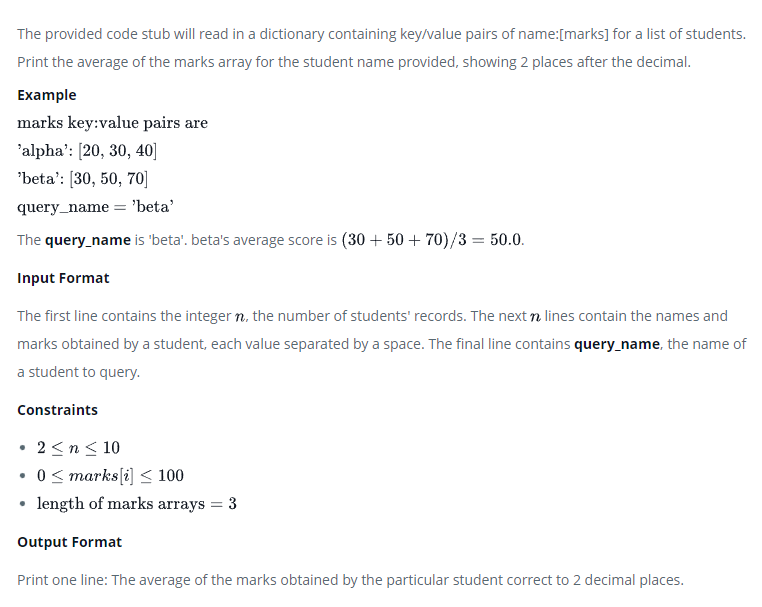 The provided code stub will read in a dictionary containing key/value pairs of name:[marks] for a list of students.
Print the average of the marks array for the student name provided, showing 2 places after the decimal.
Example
marks key:value pairs are
’alpha’: [20, 30, 40]
’beta’: [30, 50, 70]
query_name = ’beta’
The query_name is 'beta'. beta's average score is (30 + 50 + 70)/3 = 50.0.
Input Format
The first line contains the integer n, the number of students' records. The next n lines contain the names and
marks obtained by a student, each value separated by a space. The final line contains query_name, the name of
a student to query.
Constraints
• 2 ≤ n ≤ 10
• 0 ≤ marks[i] ≤ 100
• length of marks arrays = 3
Output Format
Print one line: The average of the marks obtained by the particular student correct to 2 decimal places.